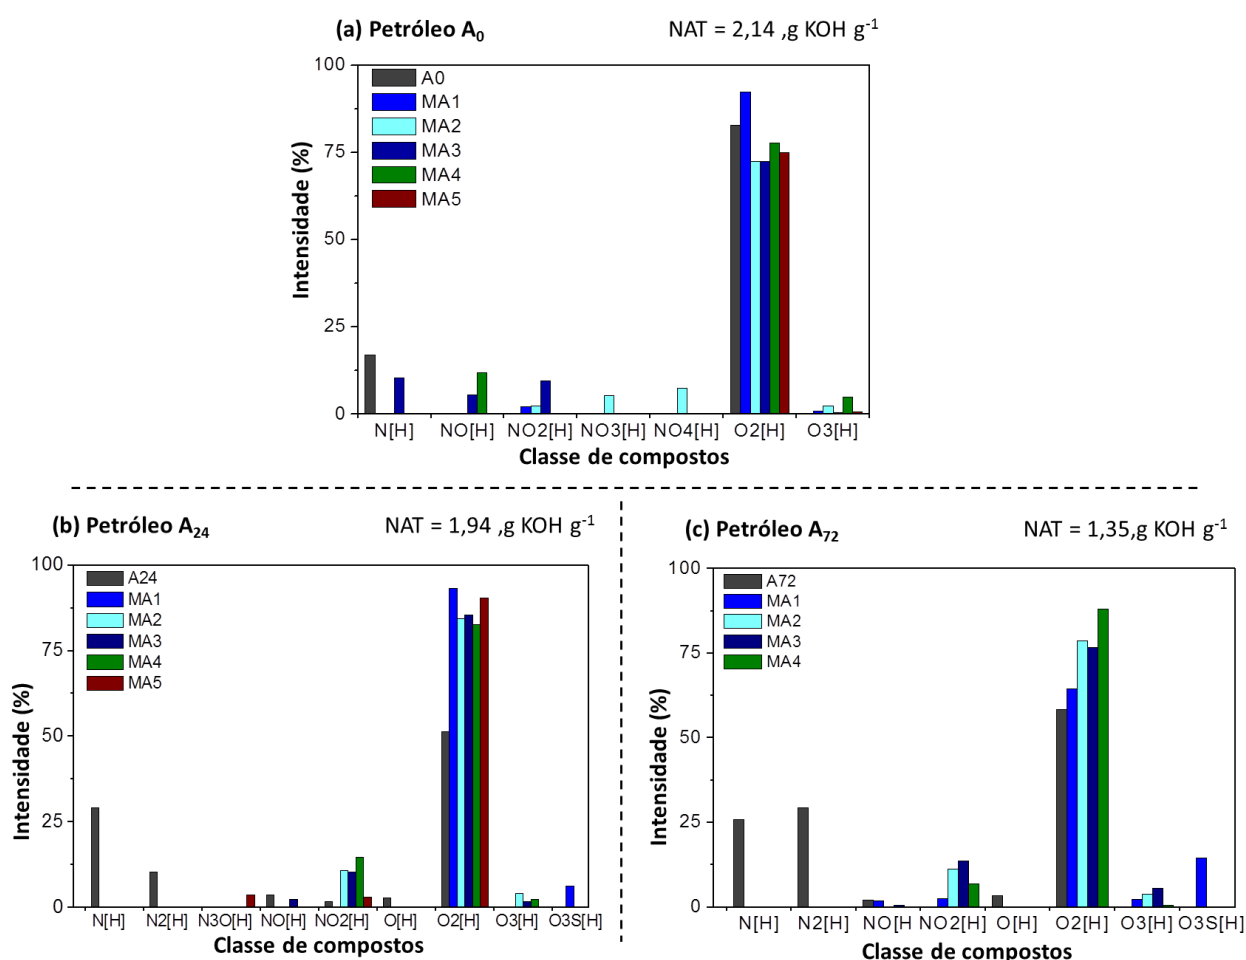 (a) Petróleo A0
NAT = 2,14 ,g KOH g-1
100
75
50
25
0
Intensidade (%)
A0
MA1
MA2
MA3
MA4
MA5
N[H] NO[H] NO2[H] NO3[H] NO4[H] O2[H] O3[H]
Classe de compostos
(b) Petróleo A24
NAT = 1,94 ,g KOH g-1
100
75
50
25
0
Intensidade (%)
A24
MA1
MA2
MA3
MA4
MA5
N[H] N2[H] N3O[H] NO[H] NO2[H] O[H] O2[H] O3[H] O3S[H]
Classe de compostos
(c) Petróleo A72
NAT = 1,35,g KOH g-1
100
75
50
25
0
Intensidade (%)
A72
MA1
MA2
MA3
MA4
N[H] N2[H] NO[H NO2[H] O[H] O2[H] O3[H] O3S[H]
Classe de compostos